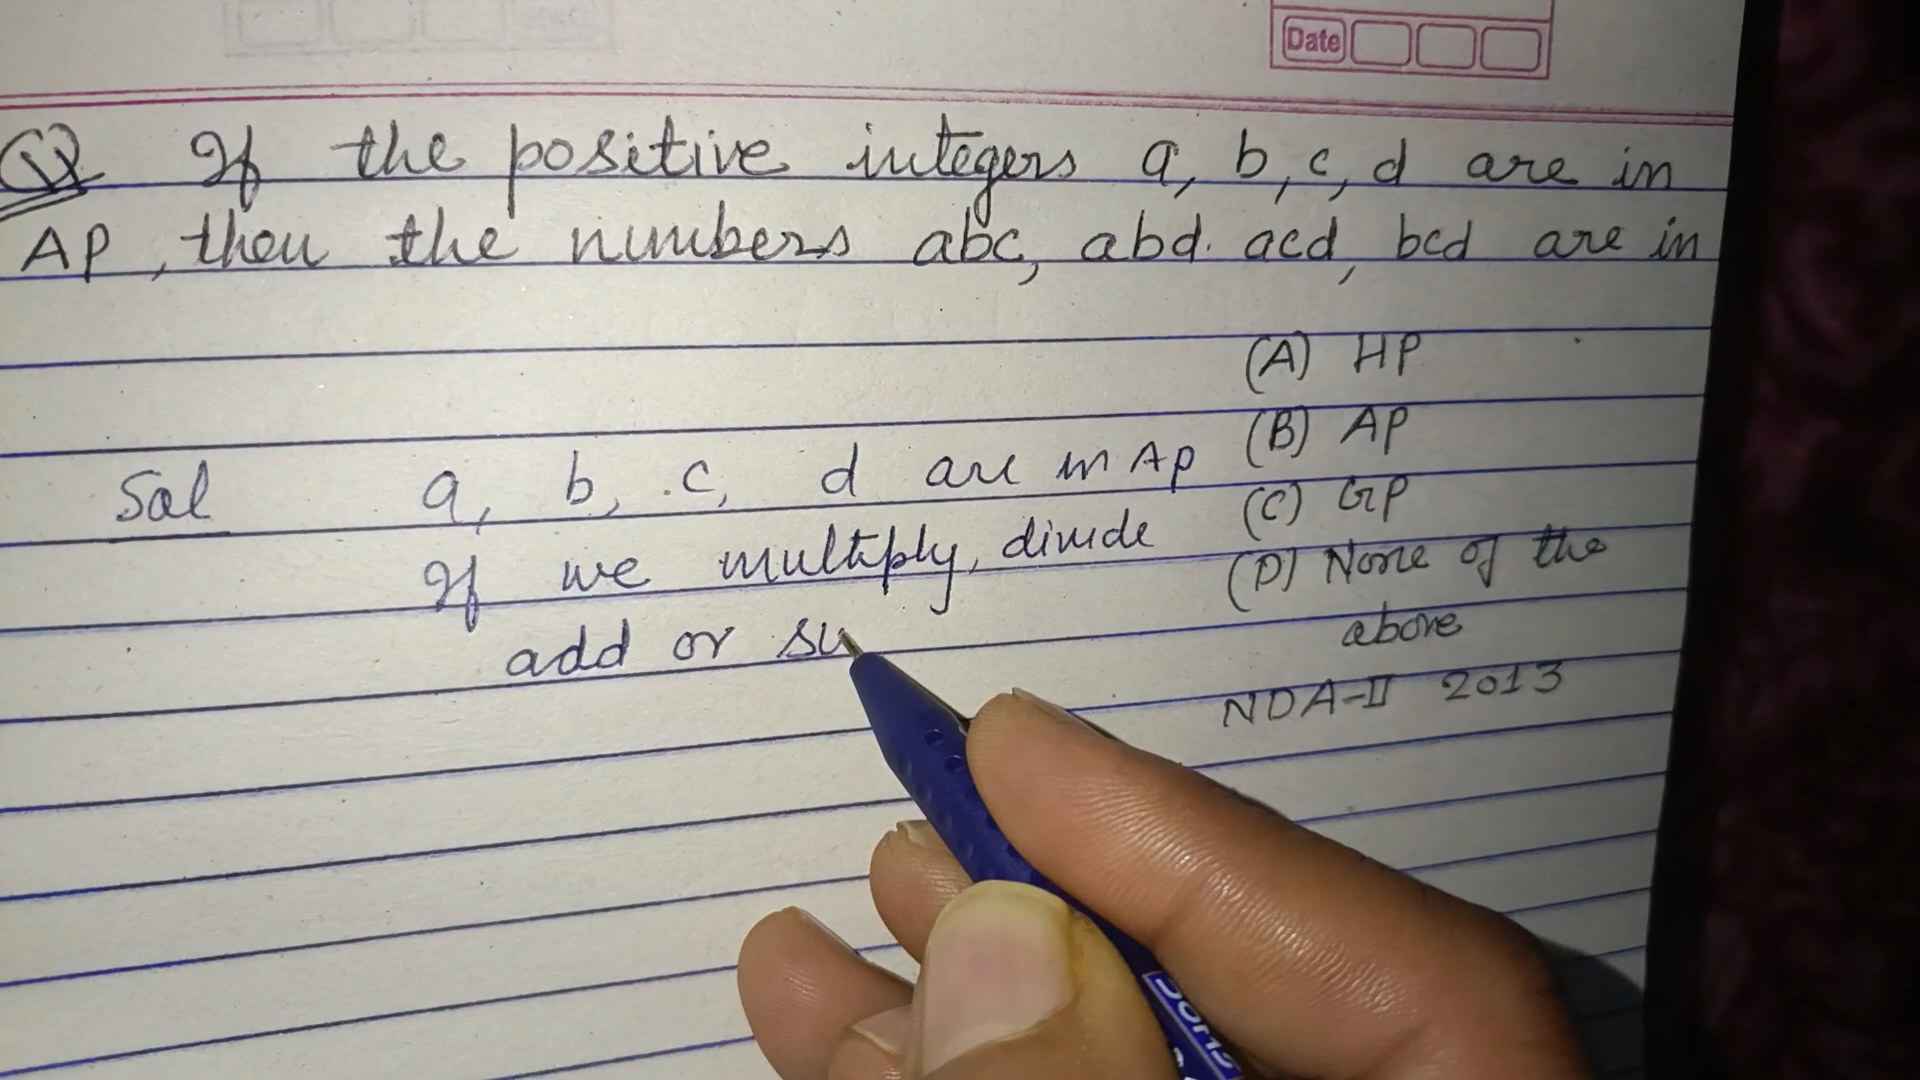 Date
Q If the positive integers a, b, c, d are in
AP, then the numbers abc, abd. acd, bcd are in
(A) HP
(B) AP
(C) GP
(D) None of the
above
NDA-II 2013
Sol a, b, c, d are in AP
If we multiply, divide
add or su
DOMS